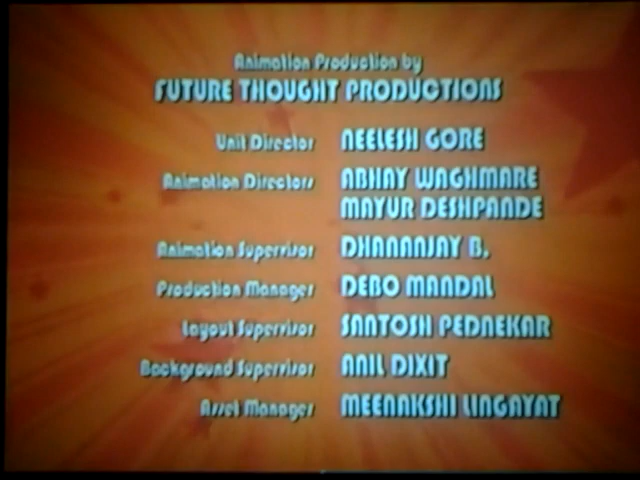 Animation Production by
FUTURE THOUGHT PRODUCTIONS
Unit Director NEELESH GORE
Animation Directors ABHAY WAGHMARE
MAYUR DESHPANDE
Animation Supervisor DHANANJAY B.
Production Manager DEBO MANDAL
Layout Supervisor SANTOSH PEDNEKAR
Background Supervisor ANIL DIXIT
Asset Manager MEENAKSHI LINGAYAT